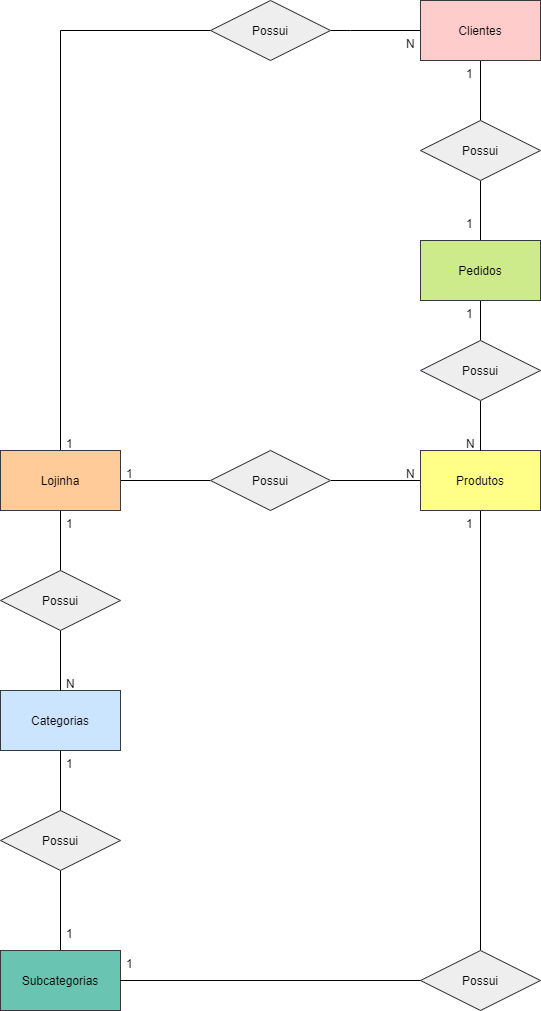 Possui
Clientes
N
1
Possui
1
Pedidos
1
Possui
1
N
Lojinha
1
Possui
N
Produtos
1
1
Possui
N
Categorias
1
Possui
1
1
Subcategorias
Possui